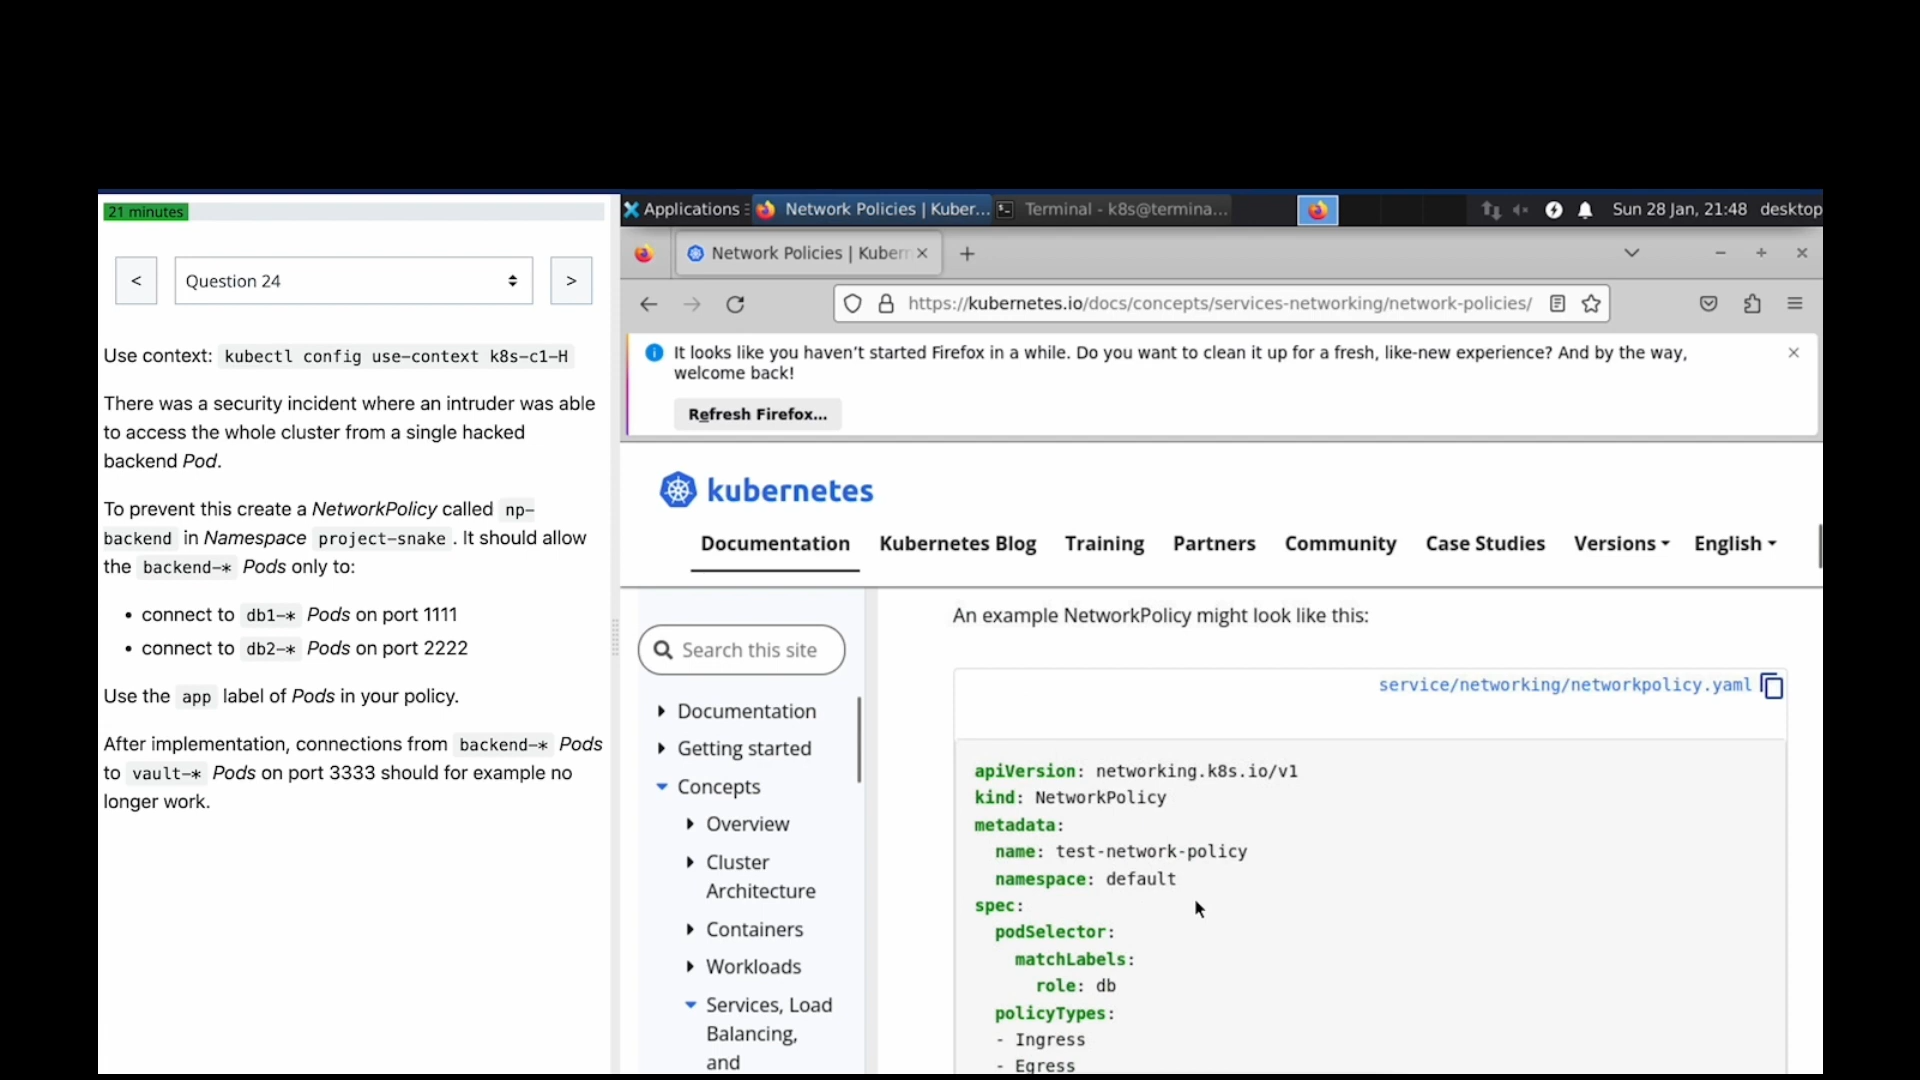 21 minutes
<
Question 24
>
Use context: kubectl config use-context k8s-c1-H
There was a security incident where an intruder was able
to access the whole cluster from a single hacked
backend Pod.
To prevent this create a NetworkPolicy called np-
backend in Namespace project-snake . It should allow
the backend-* Pods only to:
• connect to db1-* Pods on port 1111
• connect to db2-* Pods on port 2222
Use the app label of Pods in your policy.
After implementation, connections from backend-* Pods
to vault-* Pods on port 3333 should for example no
longer work.
Applications
Network Policies | Kuber...
Terminal - k8s@termina...
Sun 28 Jan, 21:48 desktop
Network Policies | Kubern
https://kubernetes.io/docs/concepts/services-networking/network-policies/
It looks like you haven't started Firefox in a while. Do you want to clean it up for a fresh, like-new experience? And by the way,
welcome back!
Refresh Firefox...
kubernetes
Documentation Kubernetes Blog Training Partners Community Case Studies Versions English
Search this site
Documentation
Getting started
Concepts
Overview
Cluster
Architecture
Containers
Workloads
Services, Load
Balancing,
and
An example NetworkPolicy might look like this:
service/networking/networkpolicy.yaml
apiVersion: networking.k8s.io/v1
kind: NetworkPolicy
metadata:
  name: test-network-policy
  namespace: default
spec:
  podSelector:
    matchLabels:
      role: db
  policyTypes:
  - Ingress
  - Egress